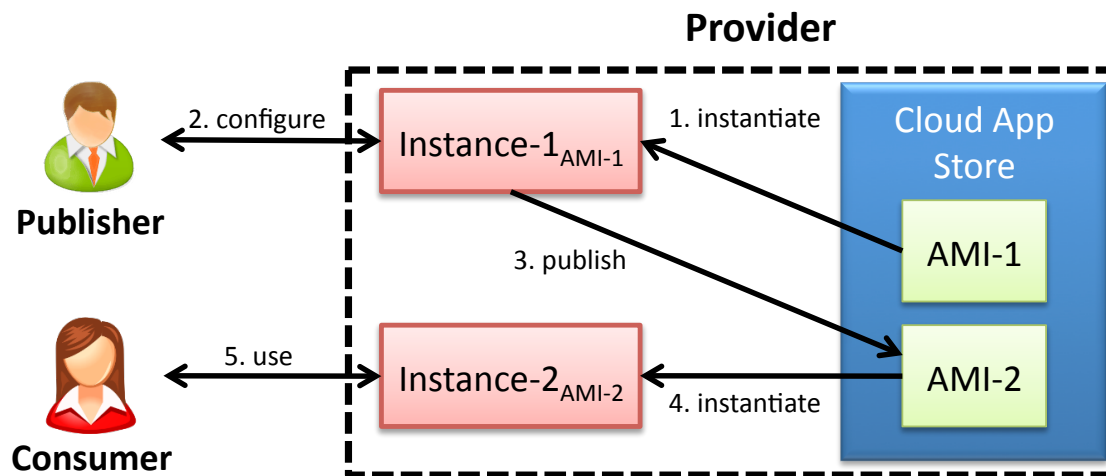 Provider
2. configure
Instance-1AMI-1
1. instantiate
Cloud App
Store
Publisher
3. publish
AMI-1
5. use
Instance-2AMI-2
4. instantiate
AMI-2
Consumer